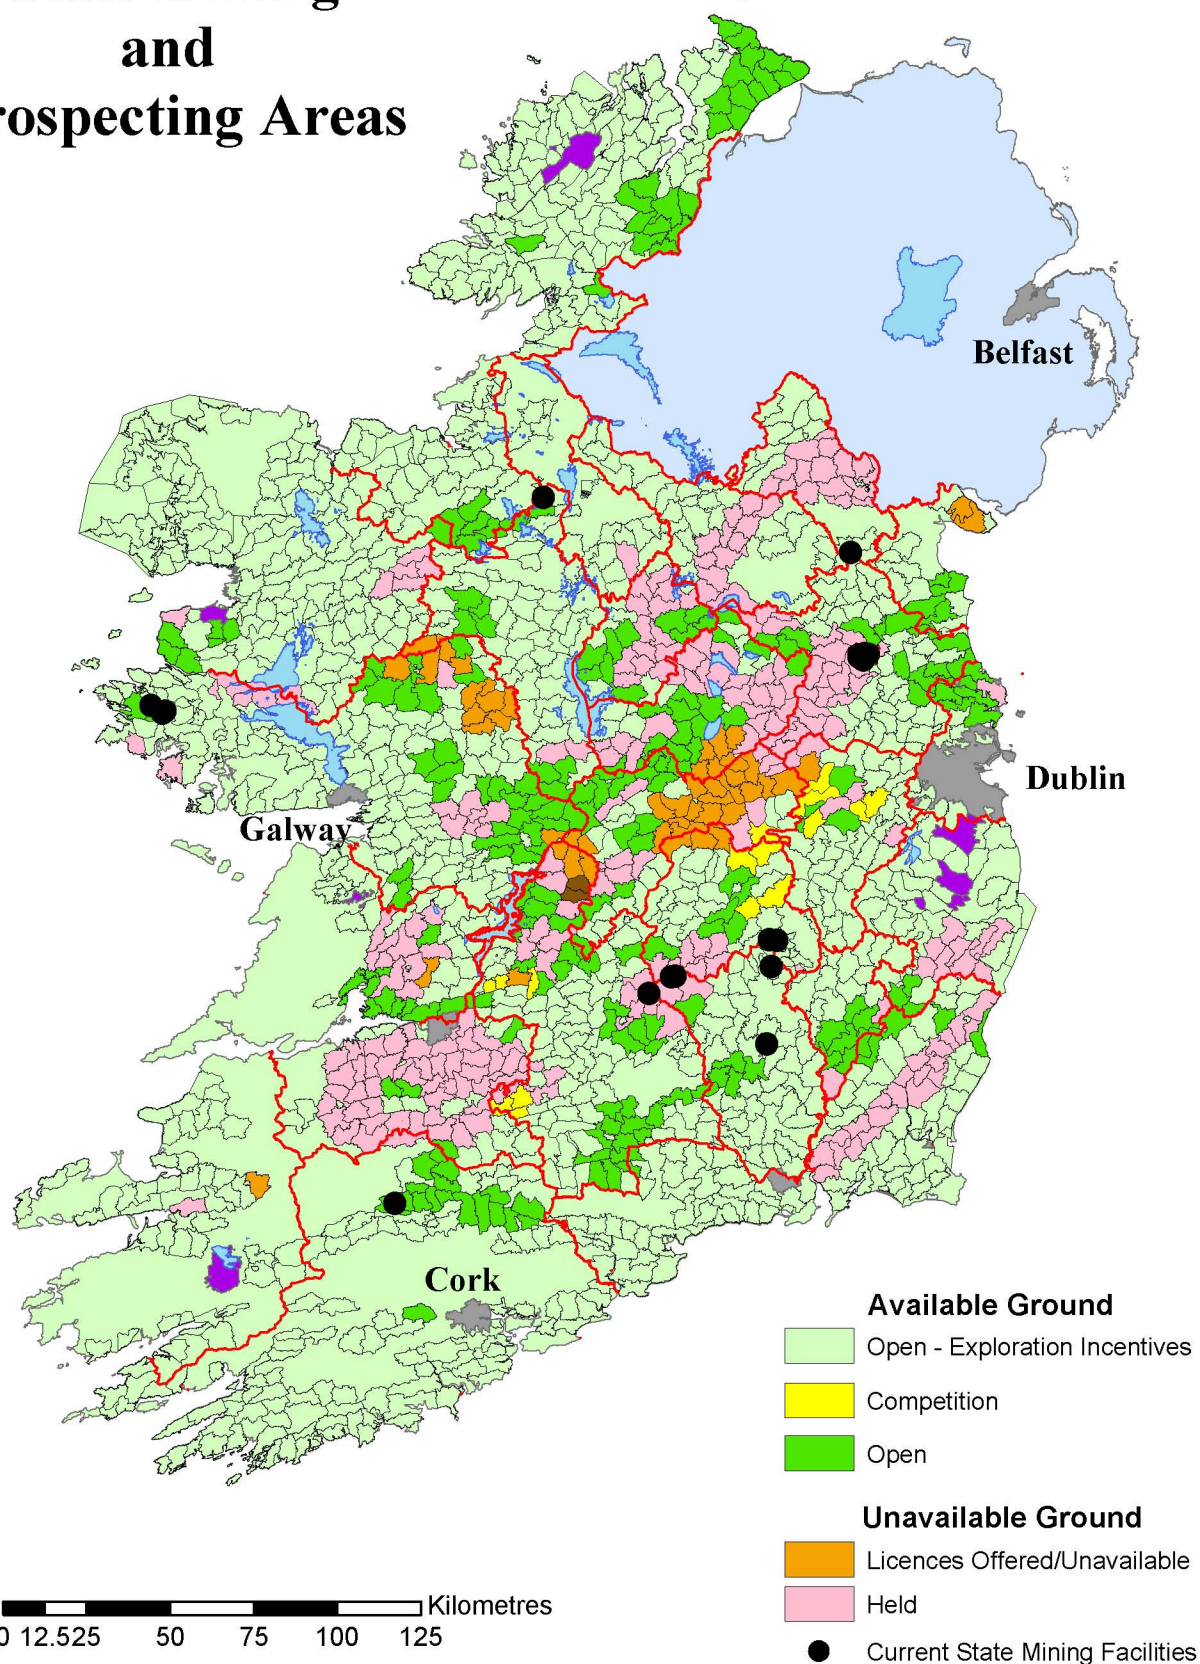 and
rospecting Areas
Belfast
Dublin
Galway
Cork
Available Ground
Open - Exploration Incentives
Competition
Open
Unavailable Ground
Licences Offered/Unavailable
Held
Current State Mining Facilities
Kilometres
0 12.525 50 75 100 125